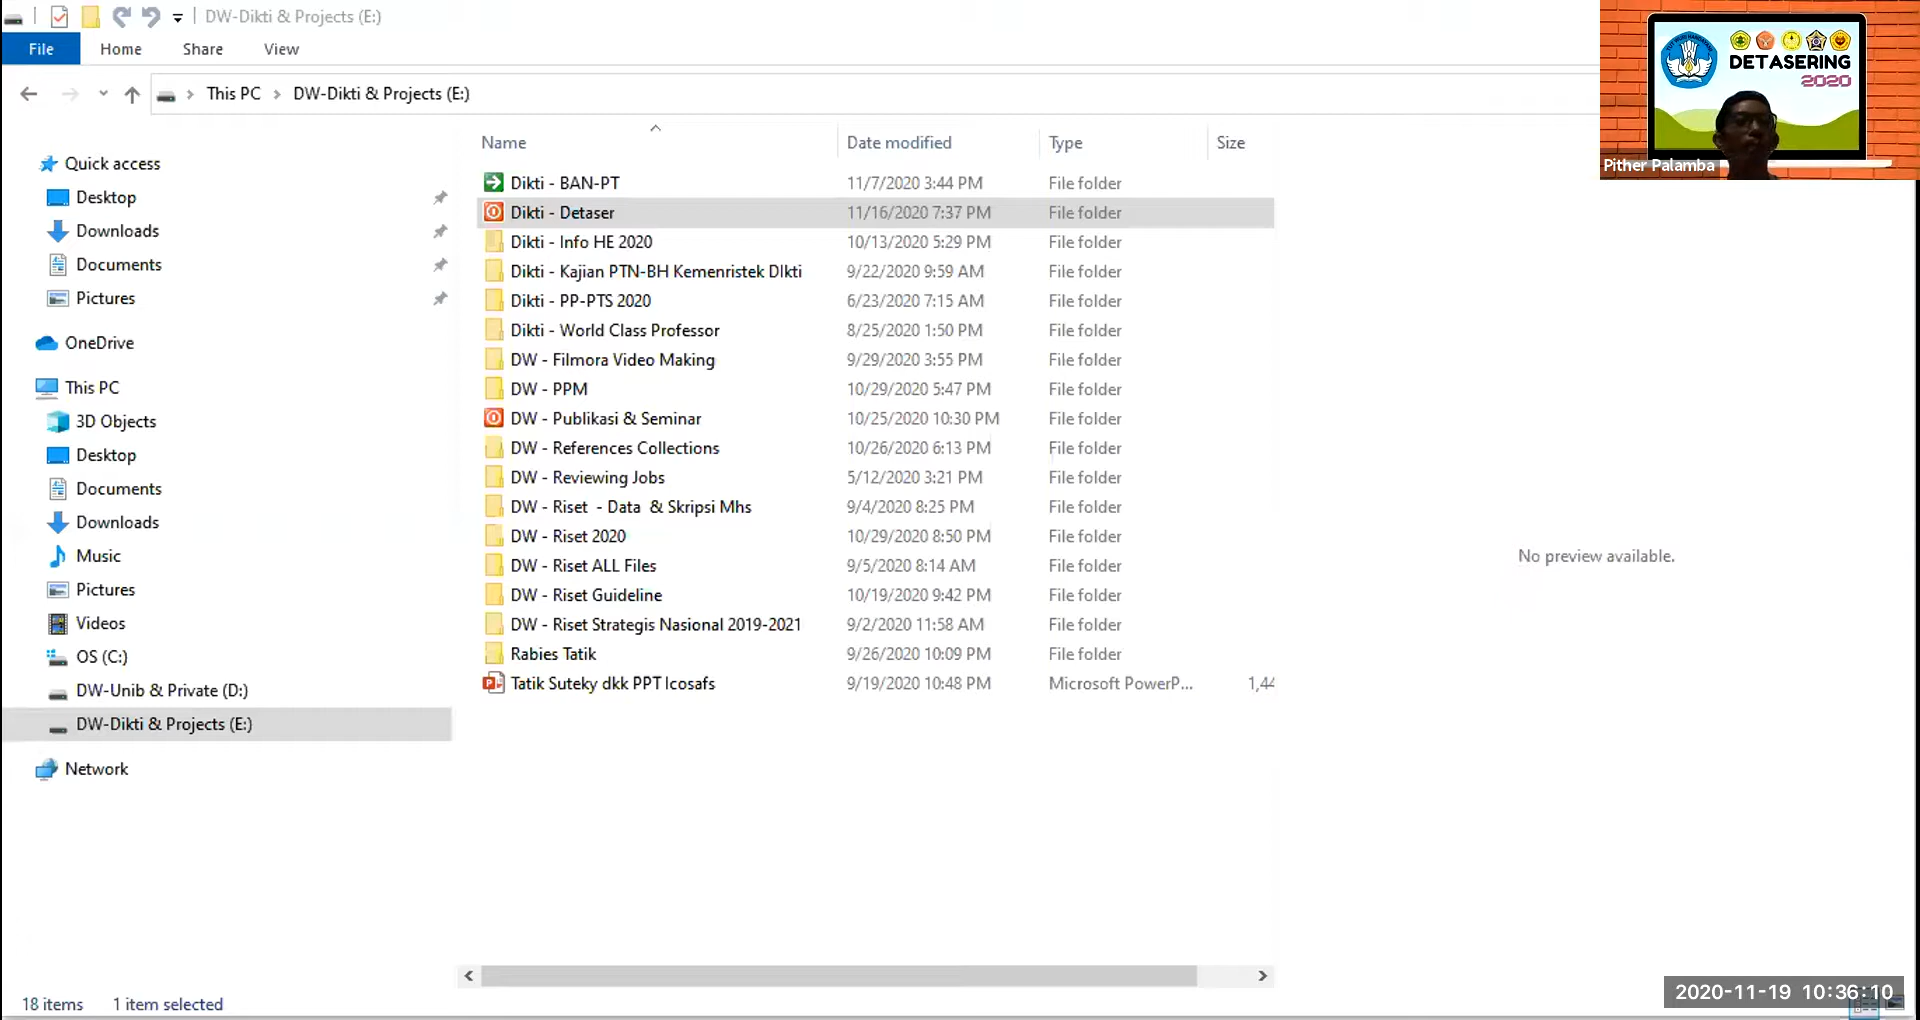 DW-Dikti & Projects (E:)
File Home Share View
This PC DW-Dikti & Projects (E:)
DETASERING
2020
Pither Palamba
Name Date modified Type Size
Quick access
Desktop
Downloads
Documents
Pictures
OneDrive
This PC
3D Objects
Desktop
Documents
Downloads
Music
Pictures
Videos
OS (C:)
DW-Unib & Private (D:)
DW-Dikti & Projects (E:)
Network
Dikti - BAN-PT 11/7/2020 3:44 PM File folder
Dikti - Detaser 11/16/2020 7:37 PM File folder
Dikti - Info HE 2020 10/13/2020 5:29 PM File folder
Dikti - Kajian PTN-BH Kemenristek DIkti 9/22/2020 9:59 AM File folder
Dikti - PP-PTS 2020 6/23/2020 7:15 AM File folder
Dikti - World Class Professor 8/25/2020 1:50 PM File folder
DW - Filmora Video Making 9/29/2020 3:55 PM File folder
DW - PPM 10/29/2020 5:47 PM File folder
DW - Publikasi & Seminar 10/25/2020 10:30 PM File folder
DW - References Collections 10/26/2020 6:13 PM File folder
DW - Reviewing Jobs 5/12/2020 3:21 PM File folder
DW - Riset  - Data  & Skripsi Mhs 9/4/2020 8:25 PM File folder
DW - Riset 2020 10/29/2020 8:50 PM File folder
DW - Riset ALL Files 9/5/2020 8:14 AM File folder
DW - Riset Guideline 10/19/2020 9:42 PM File folder
DW - Riset Strategis Nasional 2019-2021 9/2/2020 11:58 AM File folder
Rabies Tatik 9/26/2020 10:09 PM File folder
Tatik Suteky dkk PPT Icosafs 9/19/2020 10:48 PM Microsoft PowerP... 1,44
No preview available.
18 items 1 item selected
2020-11-19 10:36:10